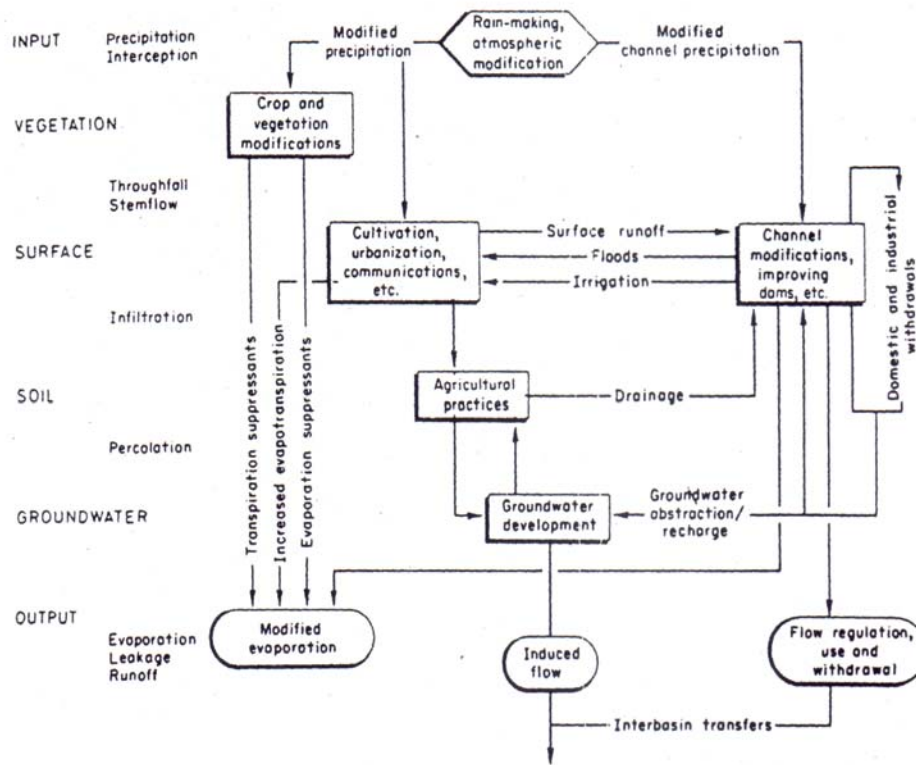 INPUT
Precipitation
Interception
Modified
precipitation
Rain-making,
atmospheric
modification
Modified
channel precipitation
VEGETATION
Crop and
vegetation
modifications
Throughfall
Stemflow
SURFACE
Cultivation,
urbanization,
communications,
etc.
Surface runoff
Floods
Irrigation
Channel
modifications,
improving
dams, etc.
Domestic and industrial
withdrawals
Infiltration
Transpiration suppressants
Increased evapotranspiration
Evaporation suppressants
SOIL
Agricultural
practices
Drainage
Percolation
GROUNDWATER
Groundwater
development
Groundwater
abstraction/
recharge
OUTPUT
Evaporation
Leakage
Runoff
Modified
evaporation
Induced
flow
Flow regulation,
use and
withdrawal
Interbasin transfers